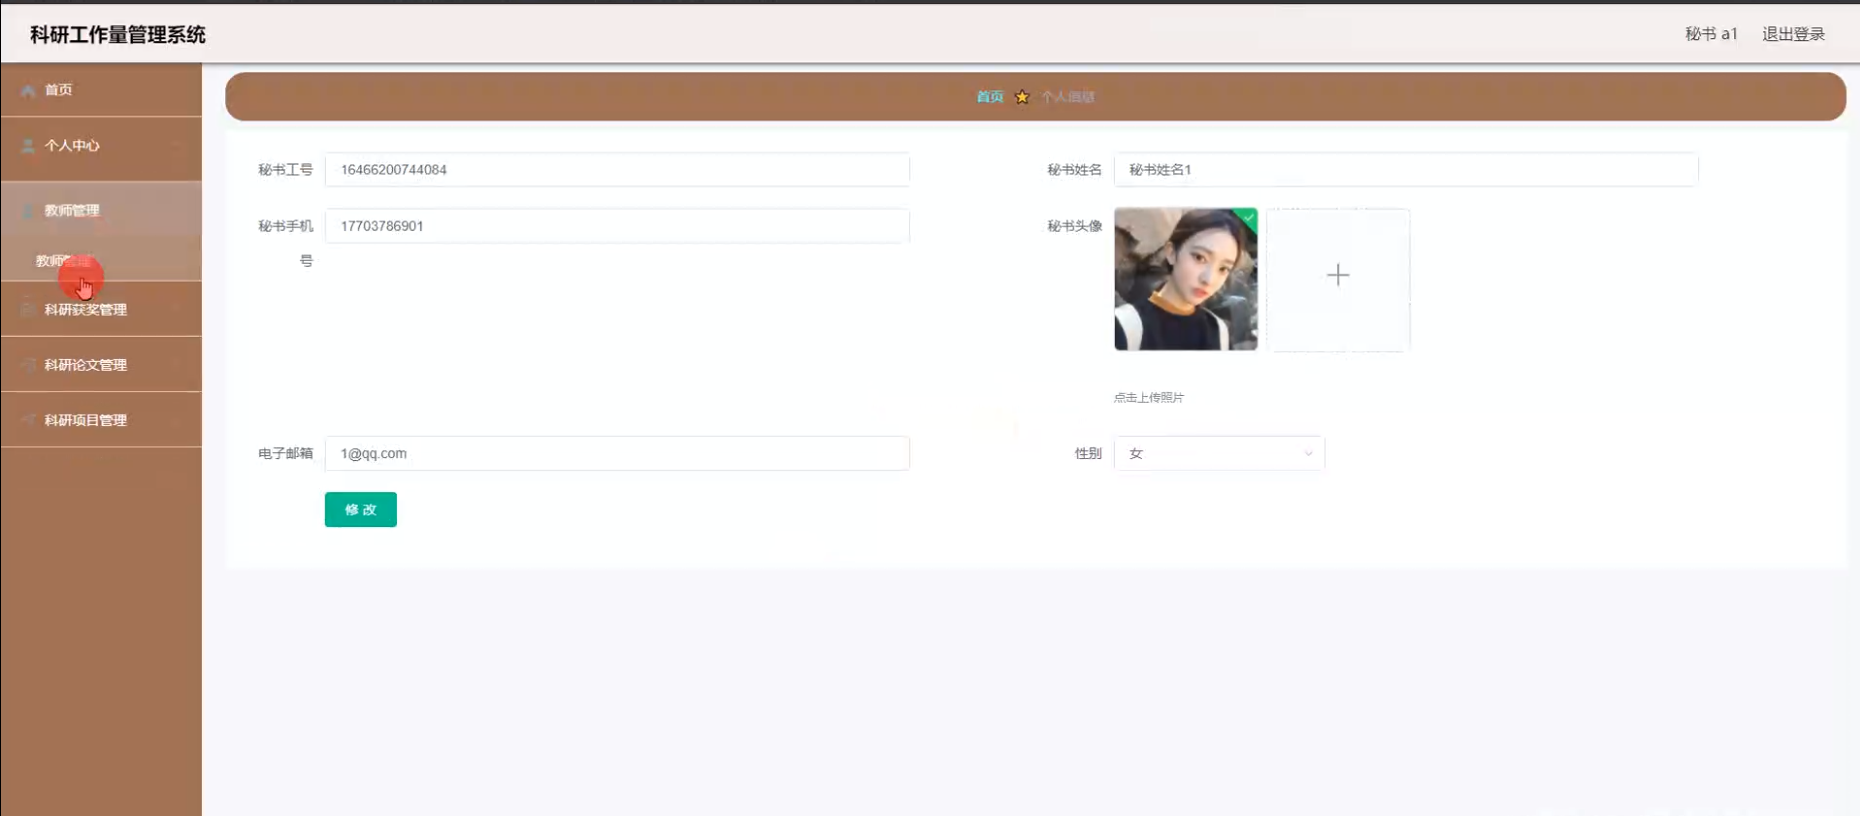 科研工作量管理系统
秘书 a1 退出登录
首页
首页 个人信息
个人中心
教师管理
教师管理
科研获奖管理
科研论文管理
科研项目管理
秘书工号 16466200744084
秘书姓名 秘书姓名1
秘书手机号 17703786901
秘书头像
点击上传照片
电子邮箱 1@qq.com
性别 女
修改